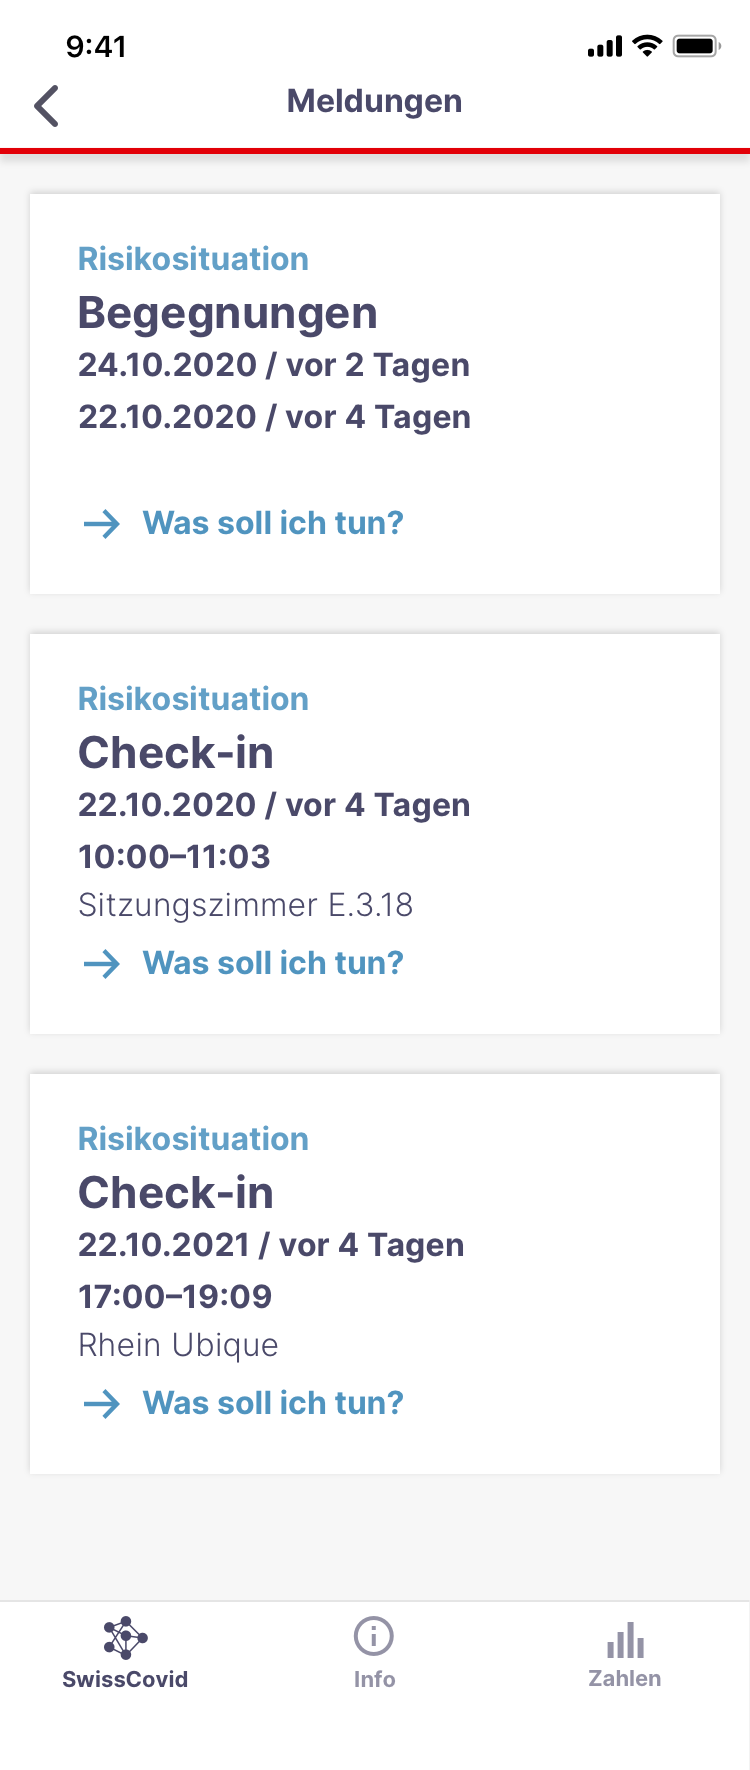 9:41
Meldungen
Risikosituation
Begegnungen
24.10.2020 / vor 2 Tagen
22.10.2020 / vor 4 Tagen
Was soll ich tun?
Risikosituation
Check-in
22.10.2020 / vor 4 Tagen
10:00–11:03
Sitzungszimmer E.3.18
Was soll ich tun?
Risikosituation
Check-in
22.10.2021 / vor 4 Tagen
17:00–19:09
Rhein Ubique
Was soll ich tun?
SwissCovid
Info
Zahlen